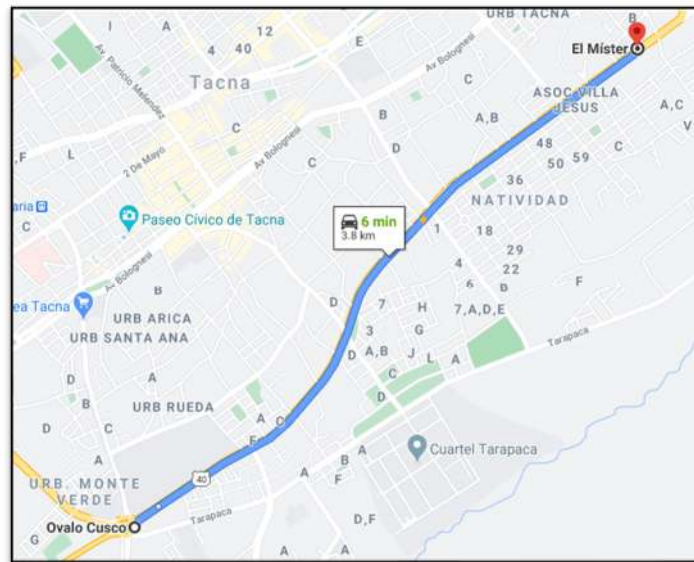 URB TACNA
B
El Míster
I
A
12
4
40
E
Av. Patricio Melendez
Av Bolognesi
Tacna
C
ASOC VILLA
JESUS
A,C
V
A,B
B
C
,F
L
2 De Mayo
Av Bolognesi
C
D
48
50
59
C
36
NATIVIDAD
aria
C
Paseo Cívico de Tacna
6 min
3.8 km
1
18
29
22
4
6
B
F
Av Bolognesi
B
ea Tacna
URB ARICA
URB SANTA ANA
D
7
H
7,A,D,E
3
G
D
A,B
J
L
A
Tarapaca
C
D
A
B
URB RUEDA
D
C
A
C
F
A
A
B
F
A
Cuartel Tarapaca
URB. MONTE
VERDE
40
Ovalo Cusco
Tarapaca
D,F
G
A
A
A